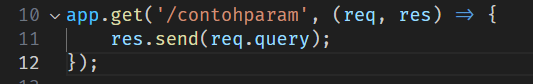 10 app.get('/contohparam', (req, res) => {
11     res.send(req.query);
12 });